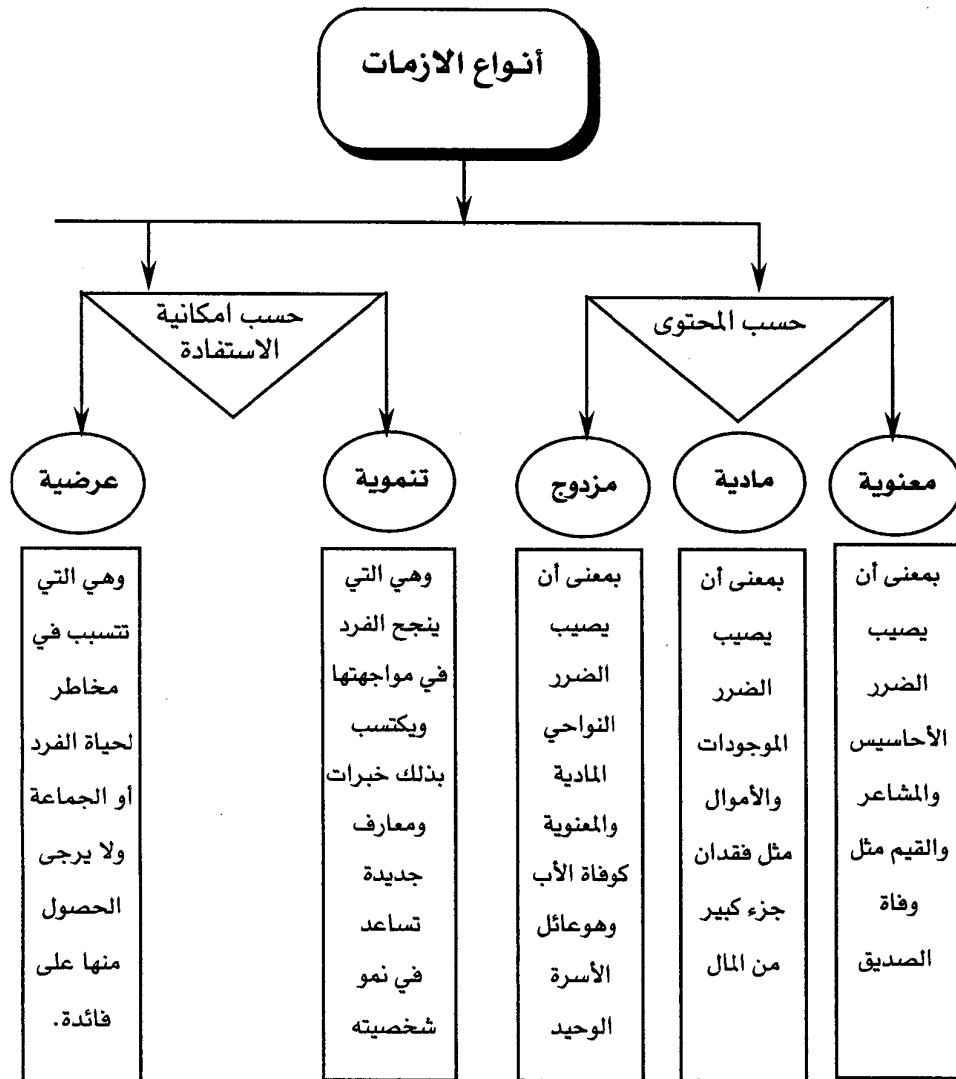 أنواع الازمات
حسب المحتوى
حسب امكانية
الاستفادة
معنوية
بمعنى أن
يصيب
الضرر
الأحاسيس
والمشاعر
والقيم مثل
وفاة
الصديق
مادية
بمعنى أن
يصيب
الضرر
الموجودات
والأموال
مثل فقدان
جزء كبير
من المال
مزدوج
بمعنى أن
يصيب
الضرر
النواحي
المادية
والمعنوية
كوفاة الأب
وهوعائل
الأسرة
الوحيد
تنموية
وهي التي
ينجح الفرد
في مواجهتها
ويكتسب
بذلك خبرات
ومعارف
جديدة
تساعد
في نمو
شخصيته
عرضية
وهي التي
تتسبب في
مخاطر
لحياة الفرد
أو الجماعة
ولا يرجى
الحصول
منها على
فائدة.